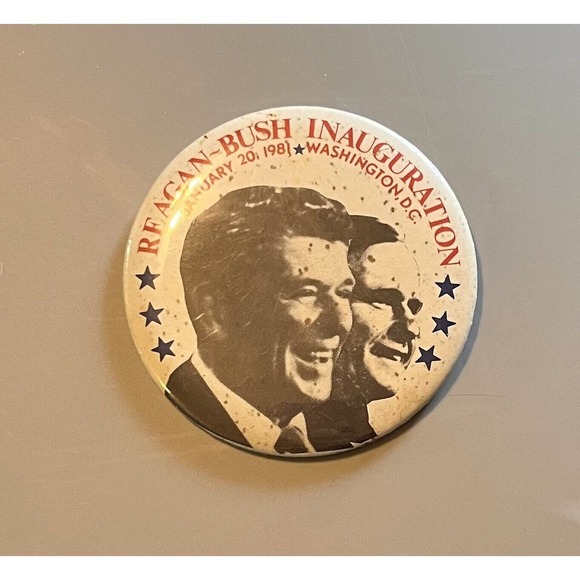 REAGAN~BUSH INAUGURATION
JANUARY 20, 1981★WASHINGTON, D.C.